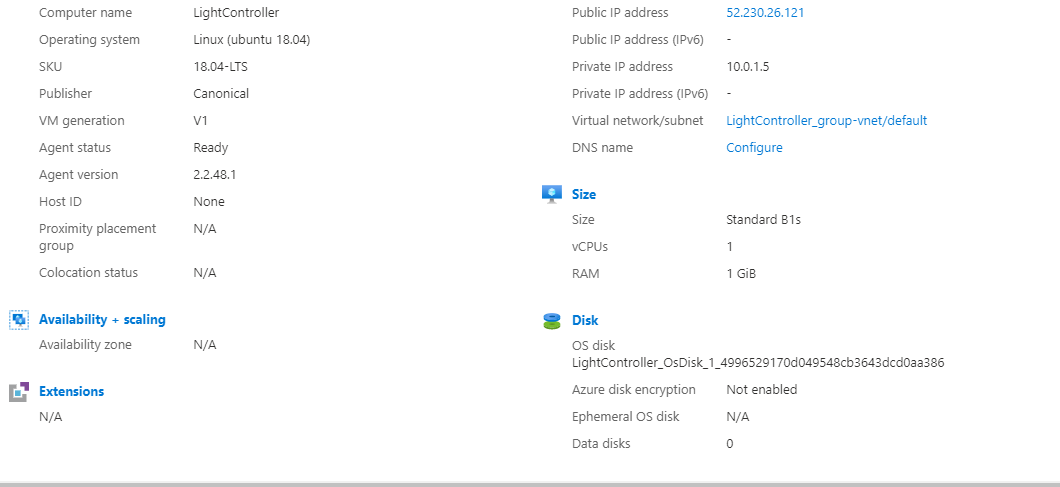 Computer name LightController
Operating system Linux (ubuntu 18.04)
SKU 18.04-LTS
Publisher Canonical
VM generation V1
Agent status Ready
Agent version 2.2.48.1
Host ID None
Proximity placement N/A
group
Colocation status N/A
Availability + scaling
Availability zone N/A
Extensions
N/A
Public IP address 52.230.26.121
Public IP address (IPv6) -
Private IP address 10.0.1.5
Private IP address (IPv6) -
Virtual network/subnet LightController_group-vnet/default
DNS name Configure
Size
Size Standard B1s
vCPUs 1
RAM 1 GiB
Disk
OS disk
LightController_OsDisk_1_4996529170d049548cb3643dcd0aa386
Azure disk encryption Not enabled
Ephemeral OS disk N/A
Data disks 0